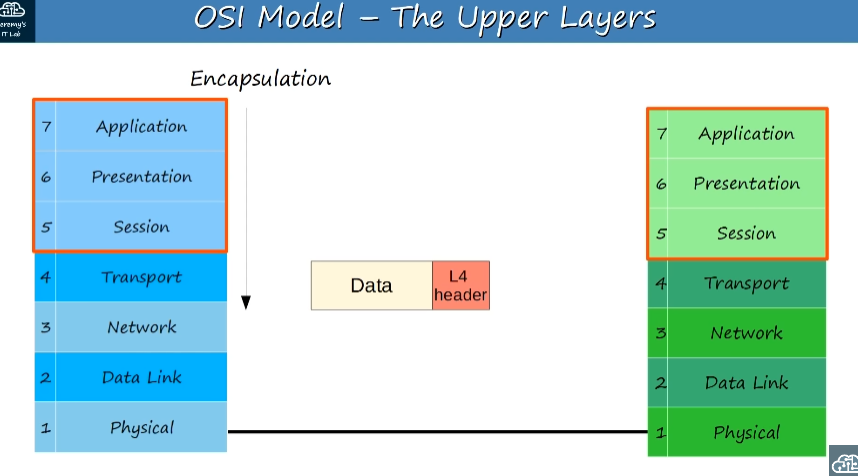 Jeremy's
IT Lab
OSI Model – The Upper Layers
Encapsulation
7 Application
6 Presentation
5 Session
4 Transport
3 Network
2 Data Link
1 Physical
Data
L4
header
7 Application
6 Presentation
5 Session
4 Transport
3 Network
2 Data Link
1 Physical